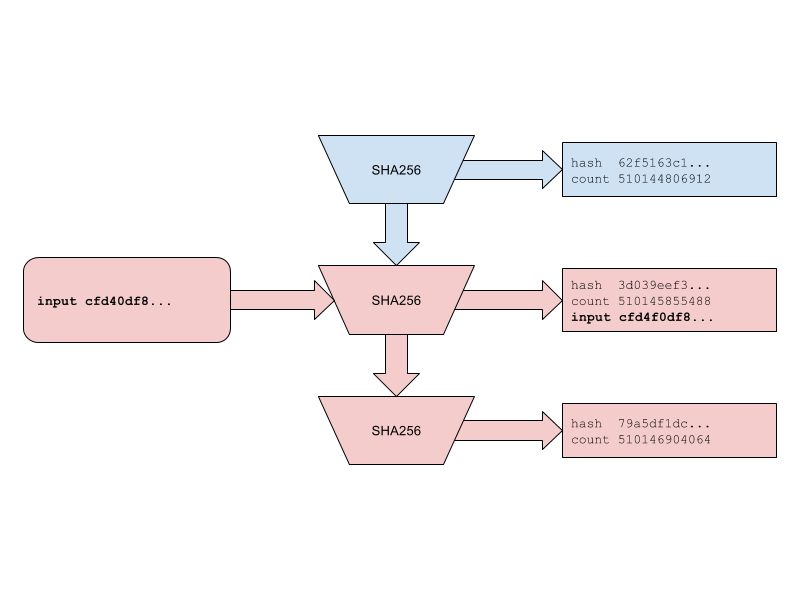 SHA256
hash 62f5163c1...
count 510144806912
input cfd40df8...
SHA256
hash 3d039eef3...
count 510145855488
input cfd4f0df8...
SHA256
hash 79a5df1dc...
count 510146904064